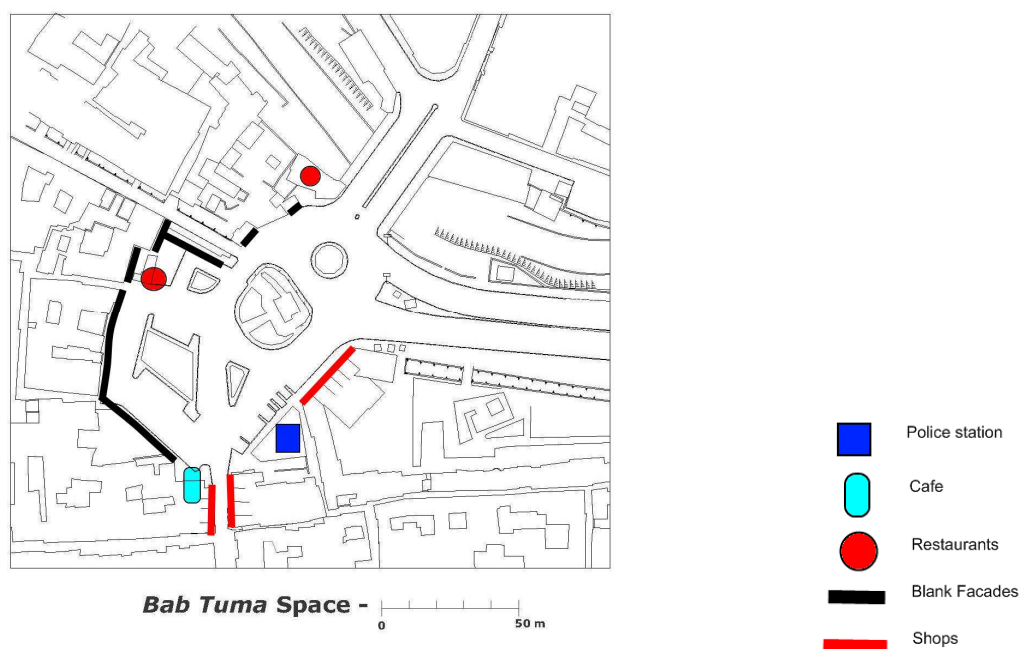 Police station
Cafe
Restaurants
Blank Facades
Shops
Bab Tuma Space -
0 50 m